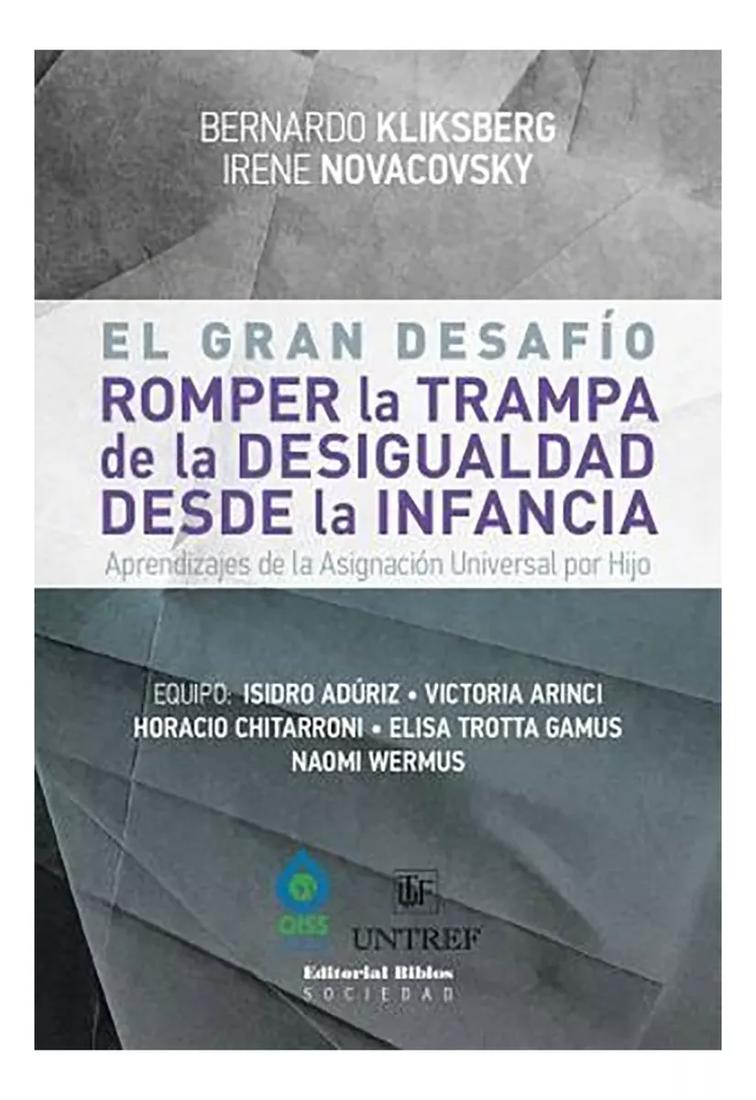 BERNARDO KLIKSBERG
IRENE NOVACOVSKY
EL GRAN DESAFÍO
ROMPER la TRAMPA
de la DESIGUALDAD
DESDE la INFANCIA
Aprendizajes de la Asignación Universal por Hijo
EQUIPO: ISIDRO ADÚRIZ • VICTORIA ARINCI
HORACIO CHITARRONI • ELISA TROTTA GAMUS
NAOMI WERMUS
OISS
UNTREF
Editorial Biblos
SOCIEDAD